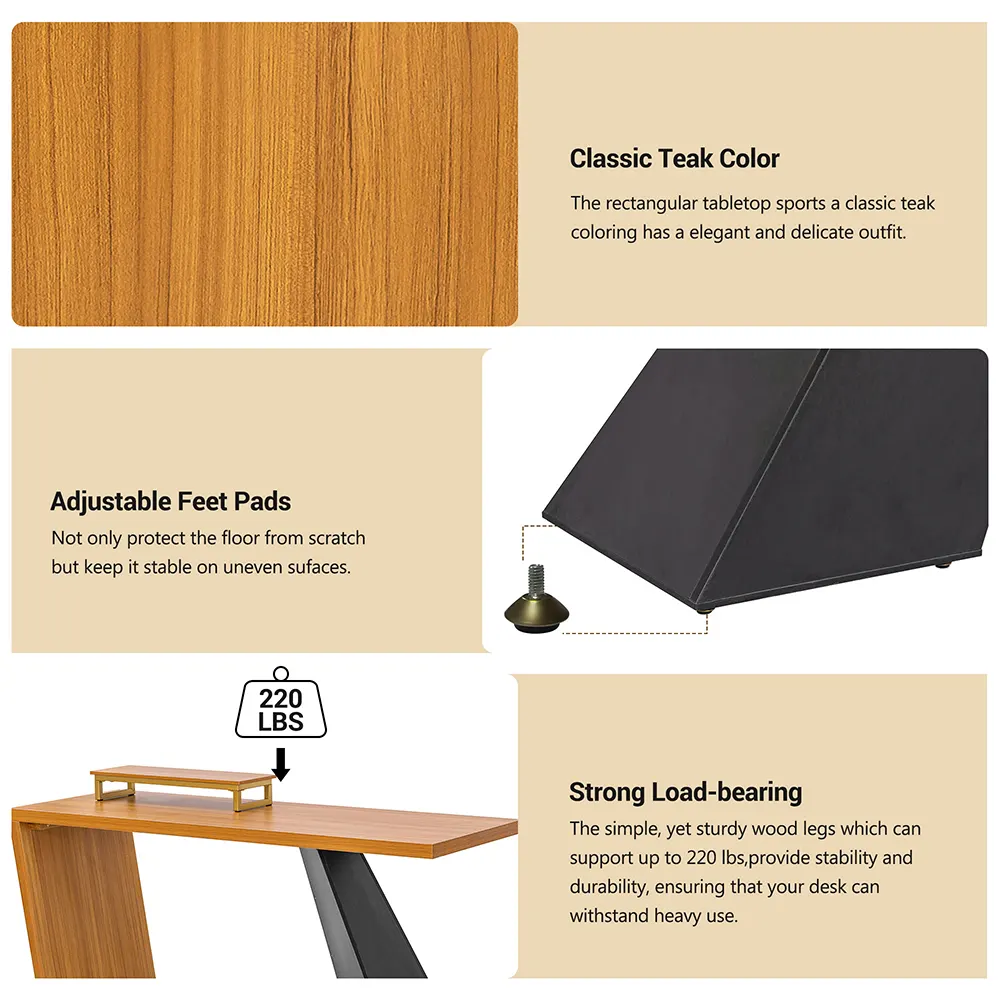 Classic Teak Color
The rectangular tabletop sports a classic teak
coloring has a elegant and delicate outfit.
Adjustable Feet Pads
Not only protect the floor from scratch
but keep it stable on uneven sufaces.
220
LBS
Strong Load-bearing
The simple, yet sturdy wood legs which can
support up to 220 lbs,provide stability and
durability, ensuring that your desk can
withstand heavy use.